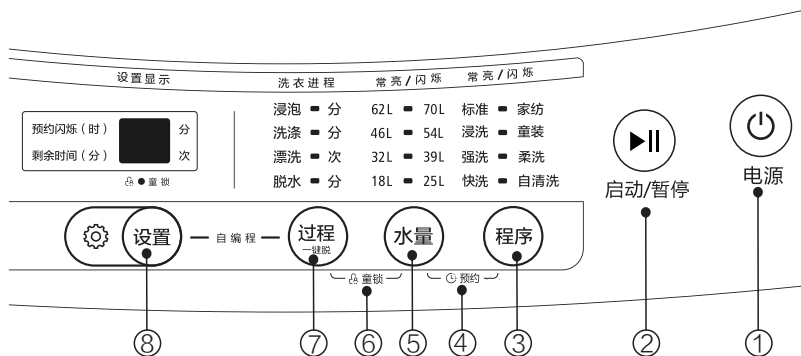 设置显示
洗衣进程 常亮/闪烁 常亮/闪烁
浸泡 分 62L 70L 标准 家纺
预约闪烁(时) 分
洗涤 分 46L 54L 浸洗 童装
剩余时间(分) 次
漂洗 次 32L 39L 强洗 柔洗
童锁
脱水 分 18L 25L 快洗 自清洗
启动/暂停
电源
设置 自编程 过程 水量 程序
一键脱
童锁 预约
⑧ ⑦ ⑥ ⑤ ④ ③ ② ①